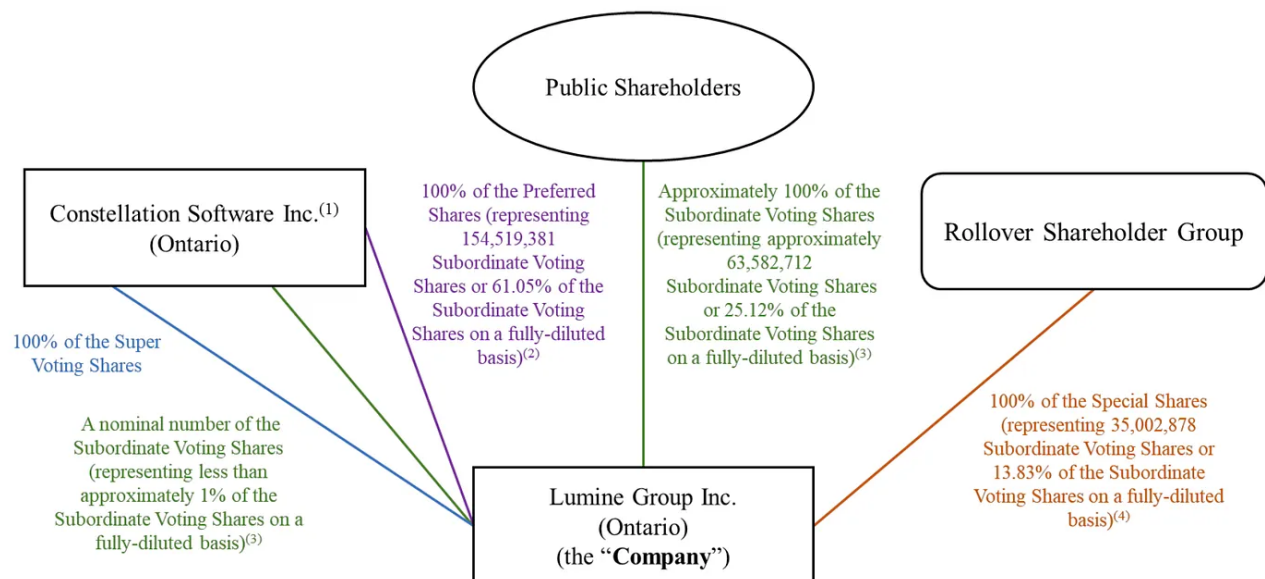 Public Shareholders
Constellation Software Inc.(1)
(Ontario)
100% of the Preferred
Shares (representing
154,519,381
Subordinate Voting
Shares or 61.05% of the
Subordinate Voting
Shares on a fully-diluted
basis)(2)
Approximately 100% of the
Subordinate Voting Shares
(representing approximately
63,582,712
Subordinate Voting Shares
or 25.12% of the
Subordinate Voting Shares
on a fully-diluted basis)(3)
Rollover Shareholder Group
100% of the Super
Voting Shares
A nominal number of the
Subordinate Voting Shares
(representing less than
approximately 1% of the
Subordinate Voting Shares on a
fully-diluted basis)(3)
100% of the Special Shares
(representing 35,002,878
Subordinate Voting Shares or
13.83% of the Subordinate
Voting Shares on a fully-diluted
basis)(4)
Lumine Group Inc.
(Ontario)
(the “Company”)